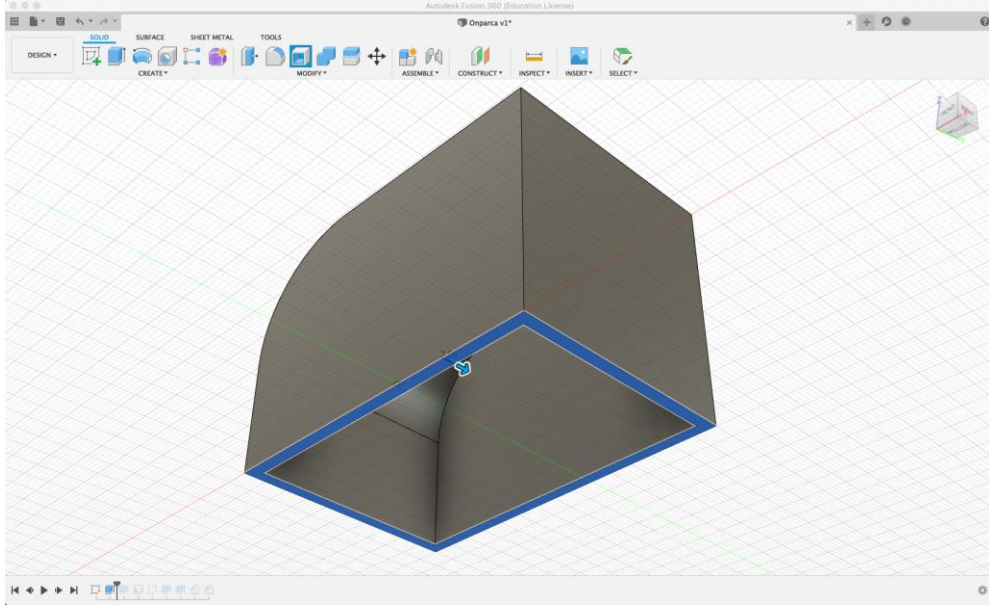 Autodesk Fusion 360 (Education License)
Onparca v1*
SOLID SURFACE SHEET METAL TOOLS
DESIGN
CREATE MODIFY ASSEMBLE CONSTRUCT INSPECT INSERT SELECT
Z